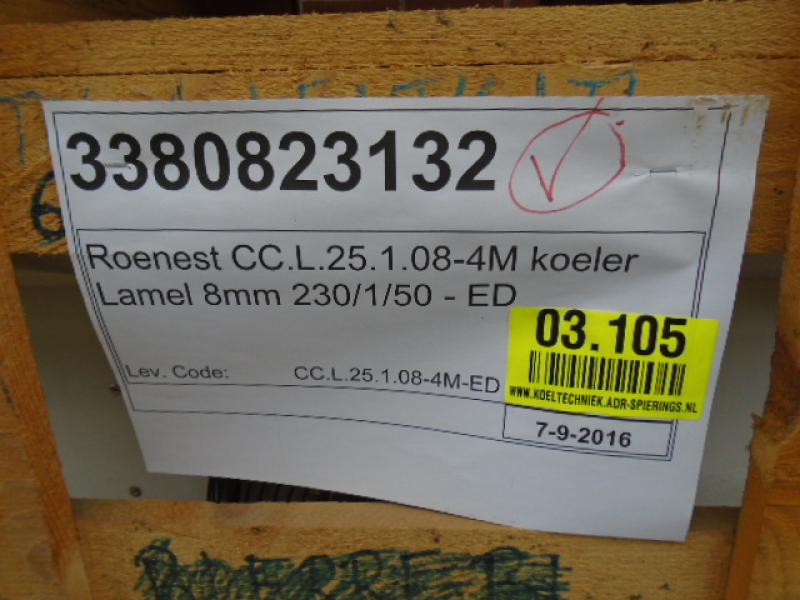 3380823132
Roenest CC.L.25.1.08-4M koeler
Lamel 8mm 230/1/50 - ED
03.105
WWW.KOELTECHNIEK.ADR-SPIERINGS.NL
Lev. Code: CC.L.25.1.08-4M-ED
7-9-2016